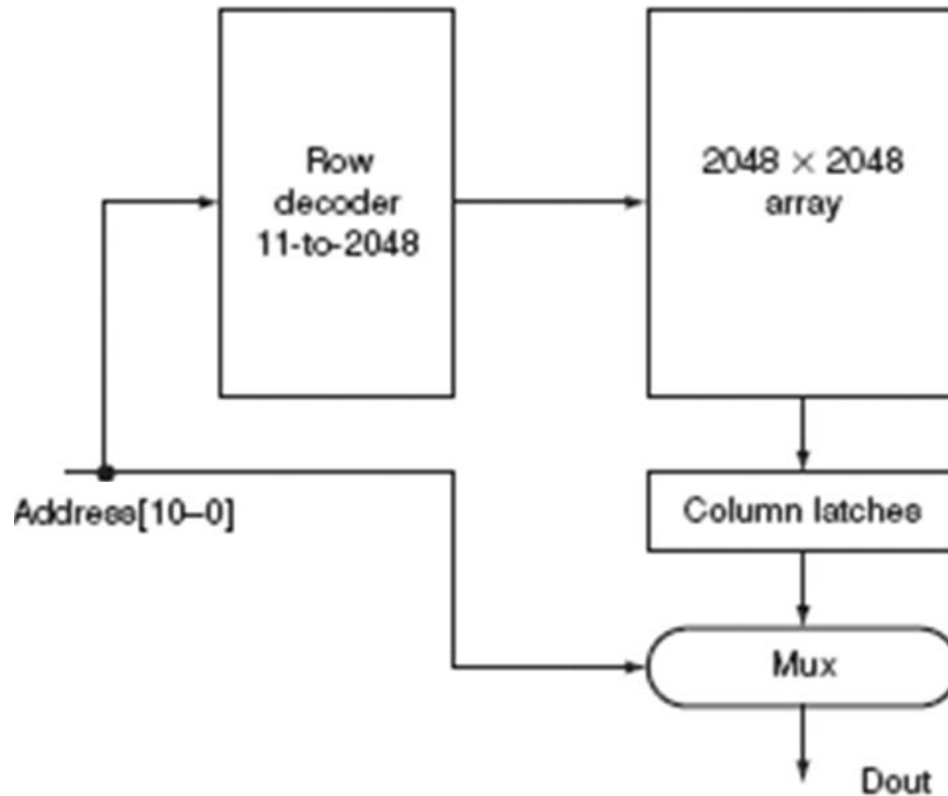 Row
decoder
11-to-2048
2048 × 2048
array
Address[10–0]
Column latches
Mux
Dout